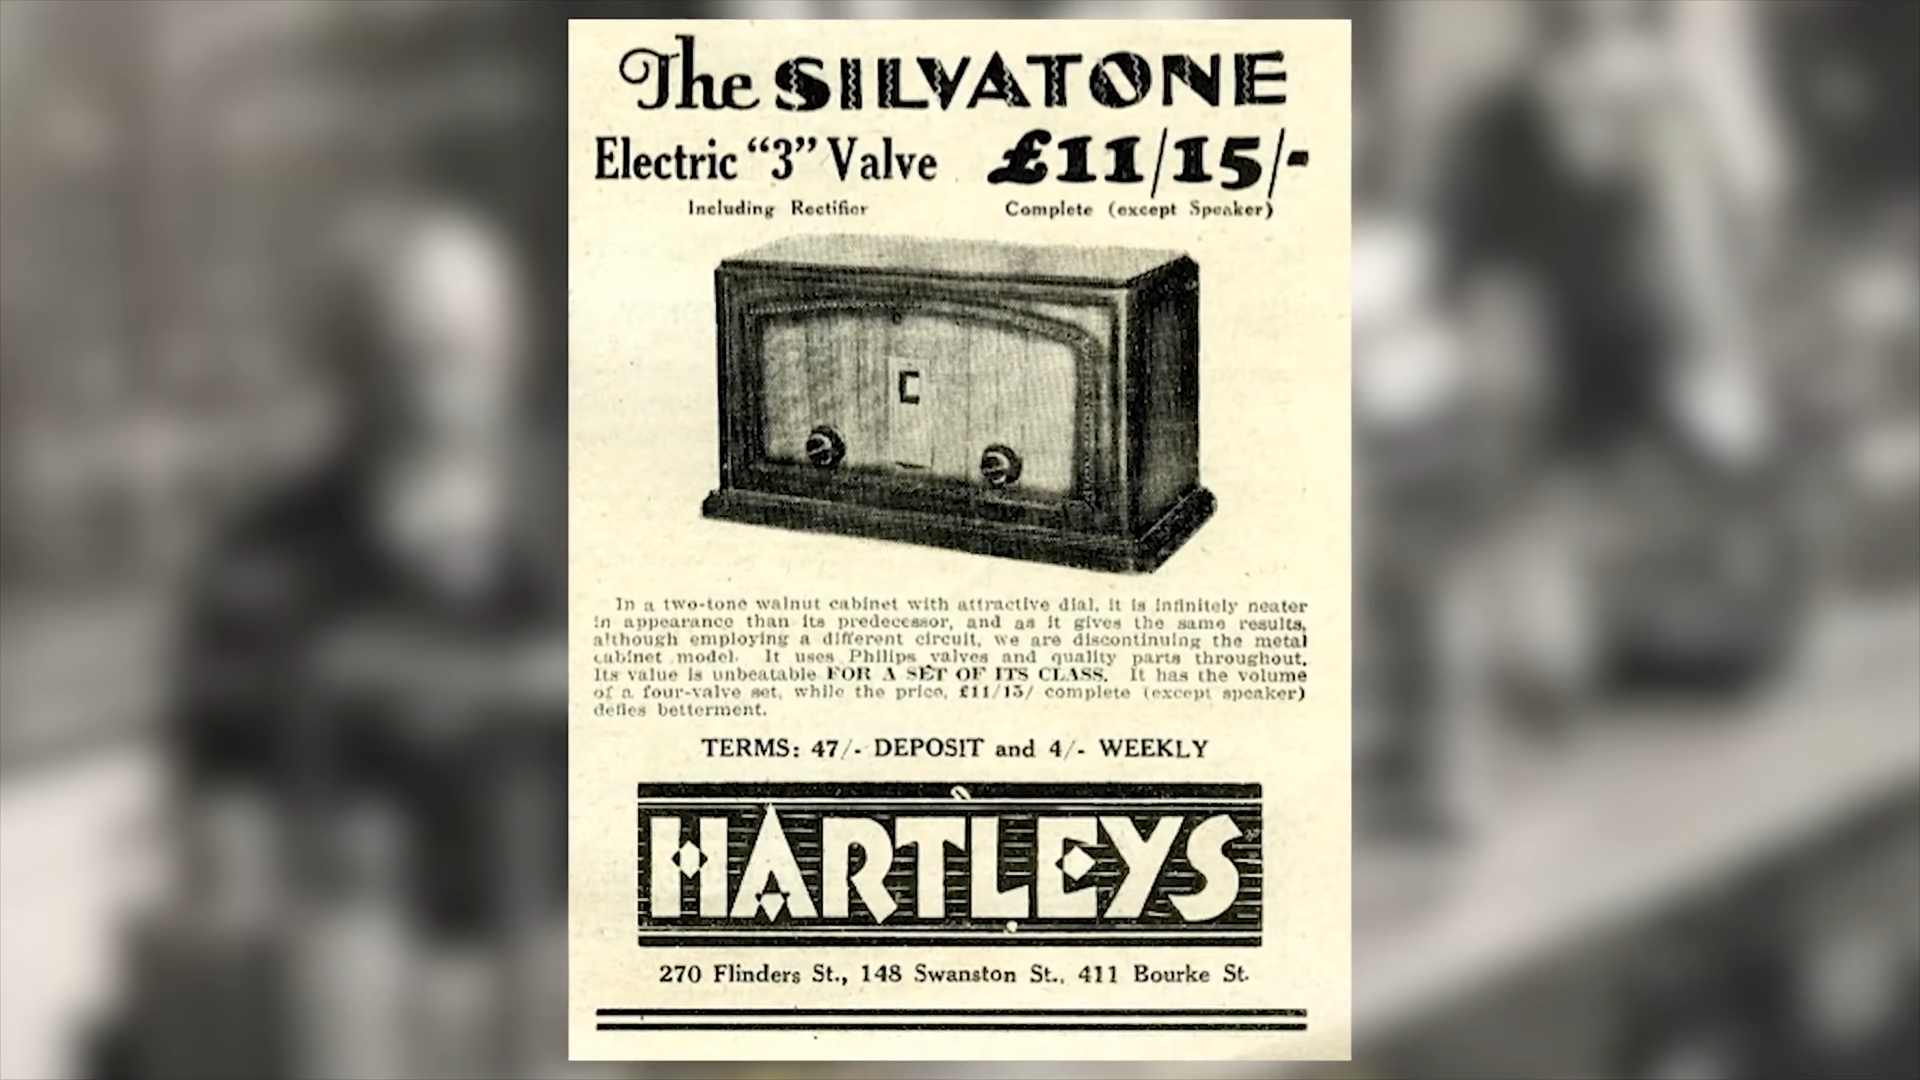 The SILVATONE
Electric “3” Valve £11/15/-
Including Rectifier Complete (except Speaker)
In a two-tone walnut cabinet with attractive dial, it is infinitely neater
in appearance than its predecessor, and as it gives the same results,
although employing a different circuit, we are discontinuing the metal
cabinet model. It uses Philips valves and quality parts throughout.
Its value is unbeatable FOR A SET OF ITS CLASS. It has the volume
of a four-valve set, while the price, £11/15/ complete (except speaker)
defies betterment.
TERMS: 47/- DEPOSIT and 4/- WEEKLY
HARTLEYS
270 Flinders St., 148 Swanston St., 411 Bourke St.